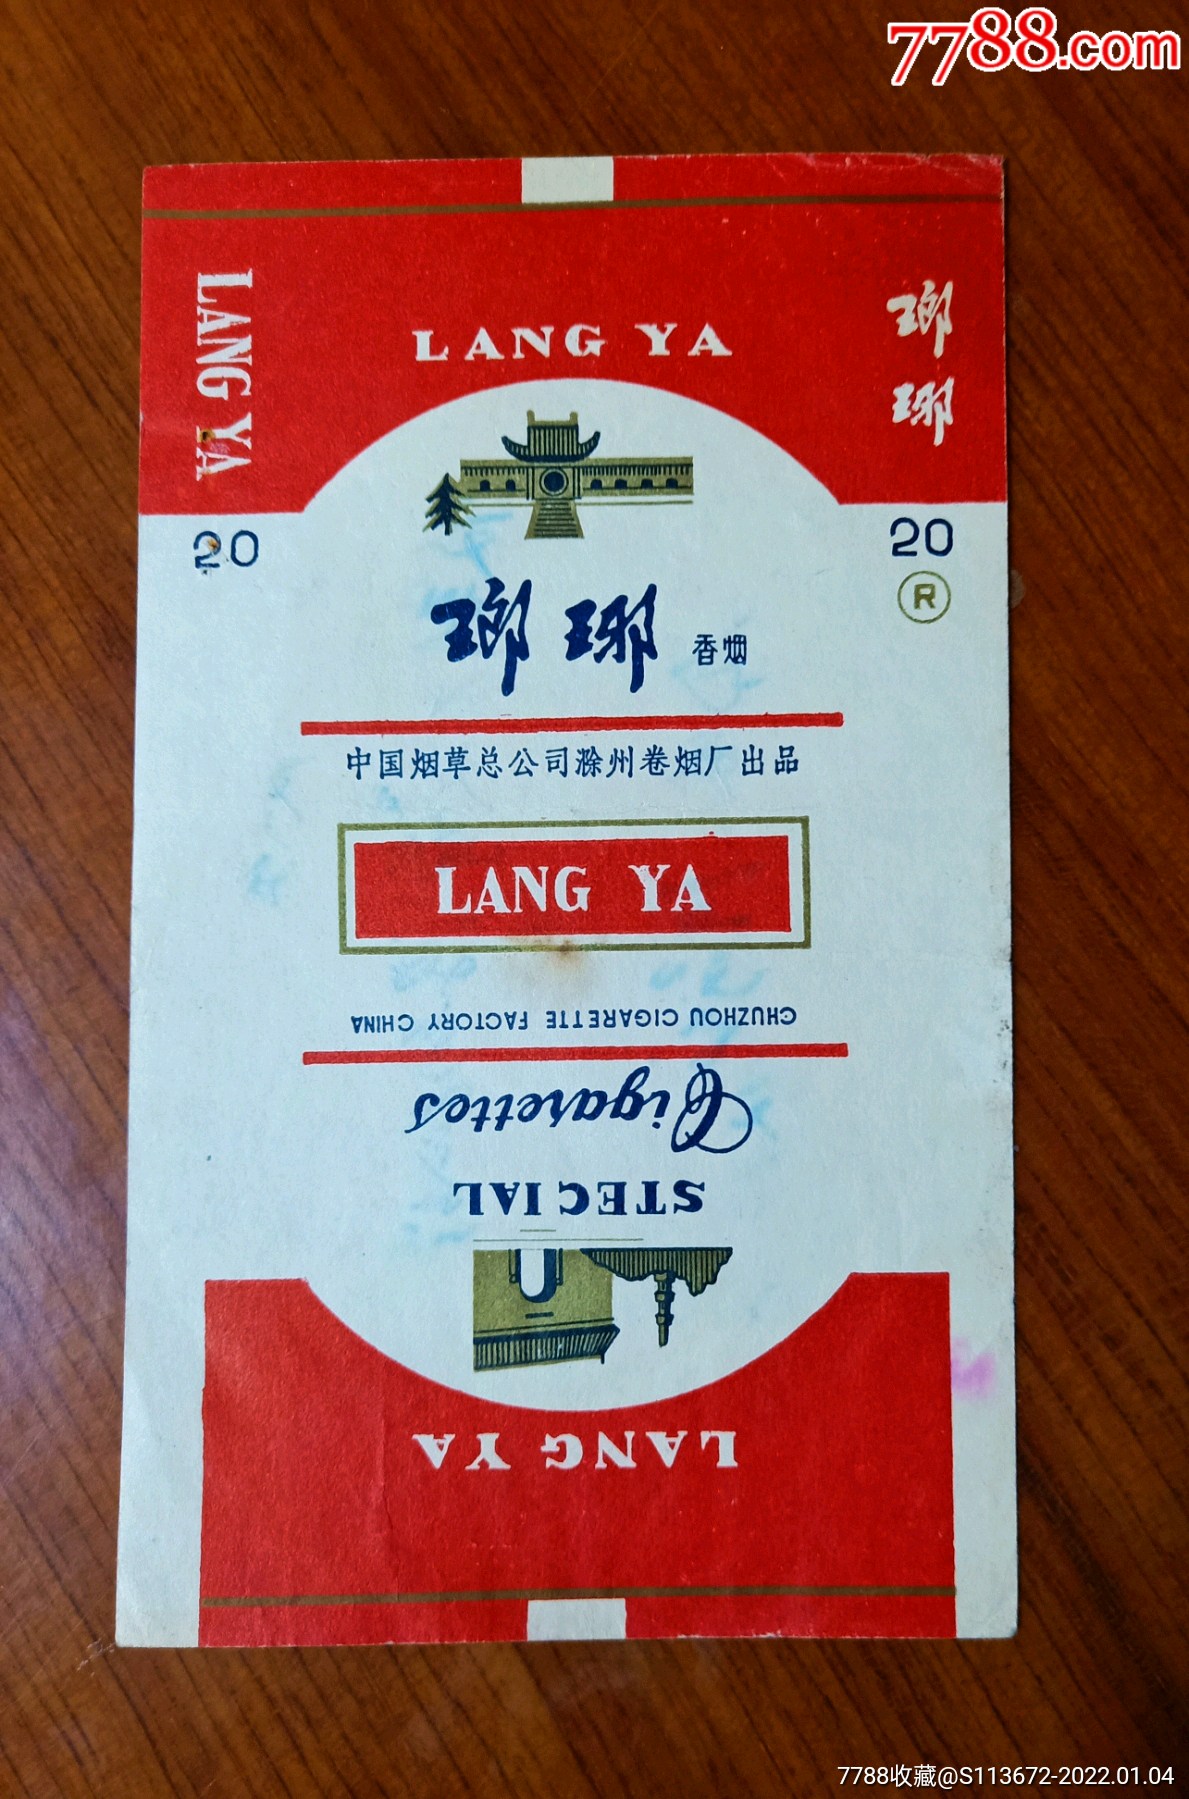 7788.com
LANG YA
LANG YA
琅
琊
20
20
R
琅琊 香烟
中国烟草总公司滁州卷烟厂出品
LANG YA
CHUZHOU CIGARETTE FACTORY CHINA
Cigarettes
STECIAL
LANG YA
7788收藏@S113672-2022.01.04